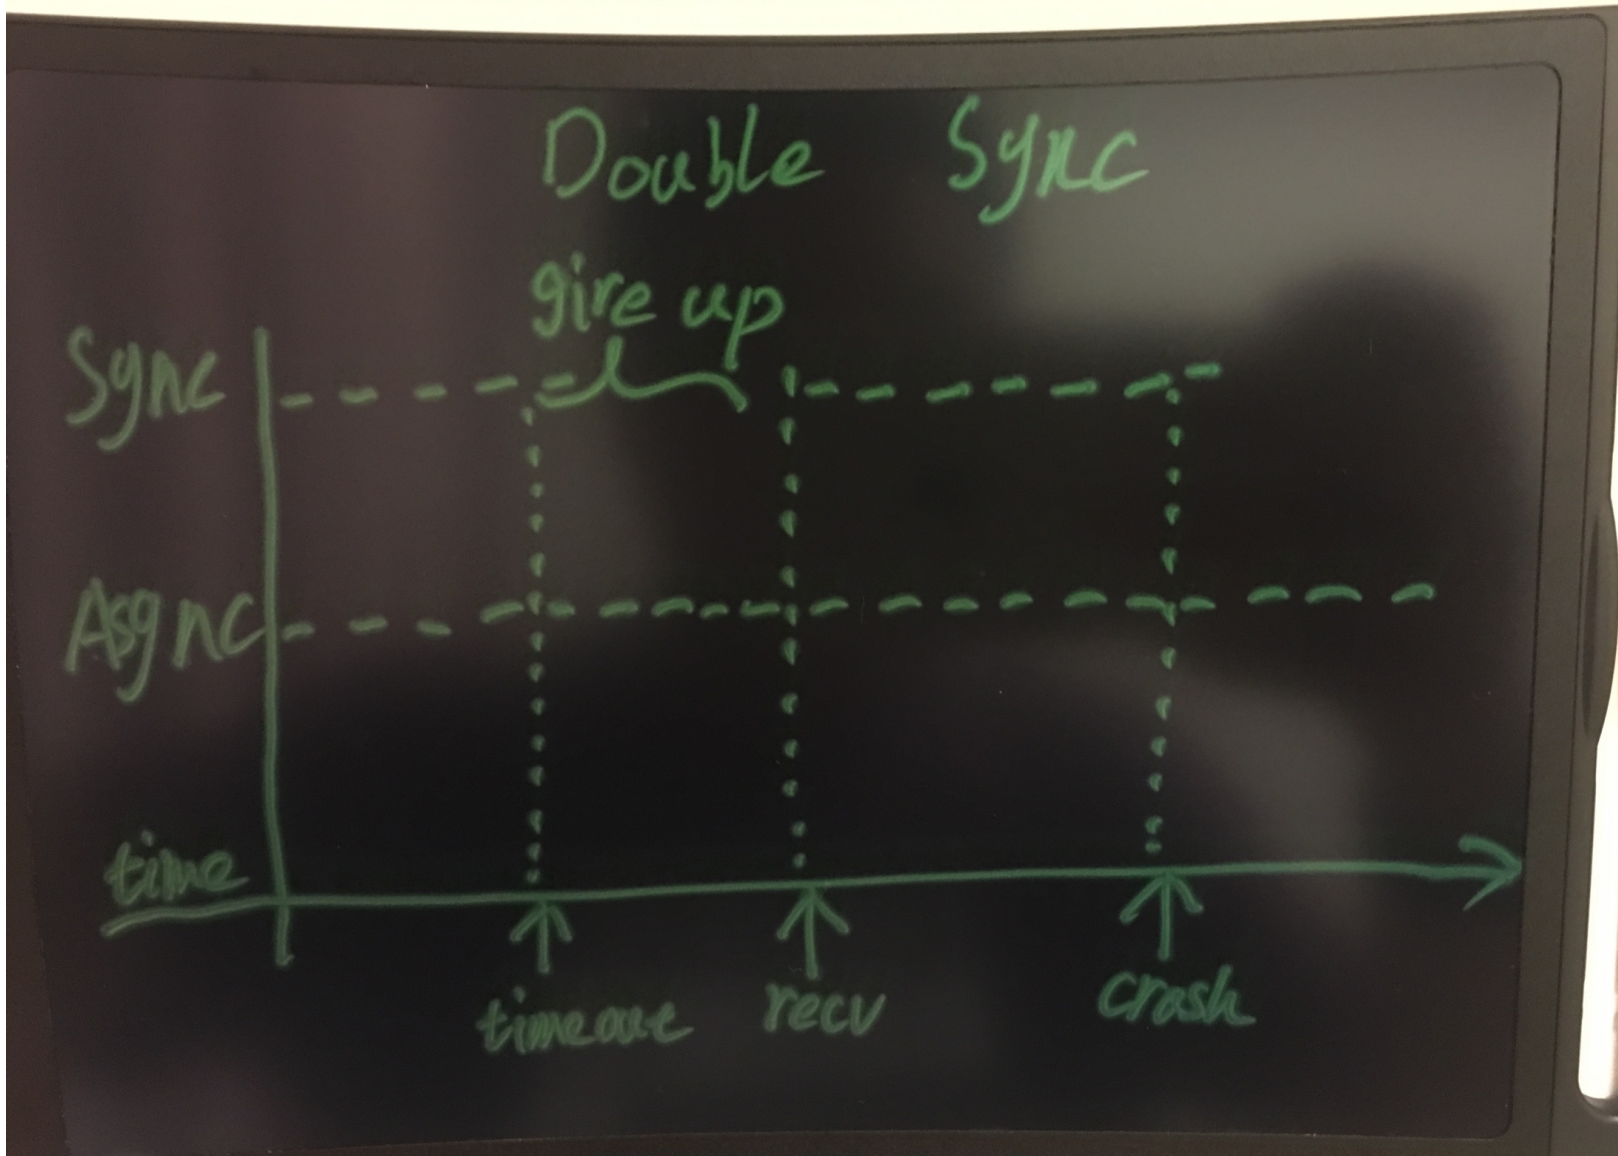 Double Sync
give up
Sync
Async
time
timeout
recv
crash